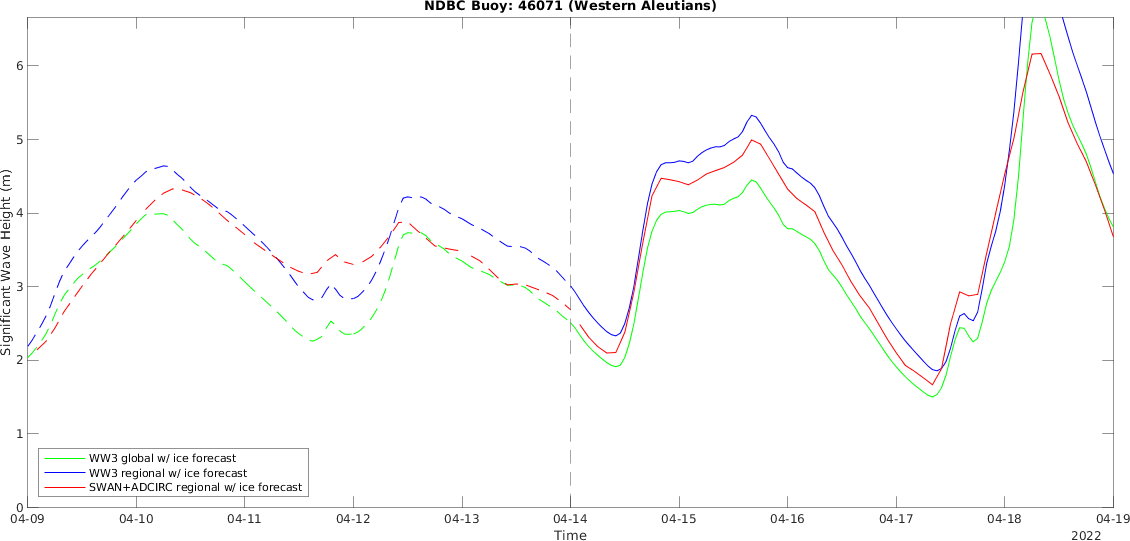 NDBC Buoy: 46071 (Western Aleutians)
Significant Wave Height (m)
6
5
4
3
2
1
0
WW3 global w/ ice forecast
WW3 regional w/ ice forecast
SWAN+ADCIRC regional w/ ice forecast
04-09 04-10 04-11 04-12 04-13 04-14 04-15 04-16 04-17 04-18 04-19
Time
2022